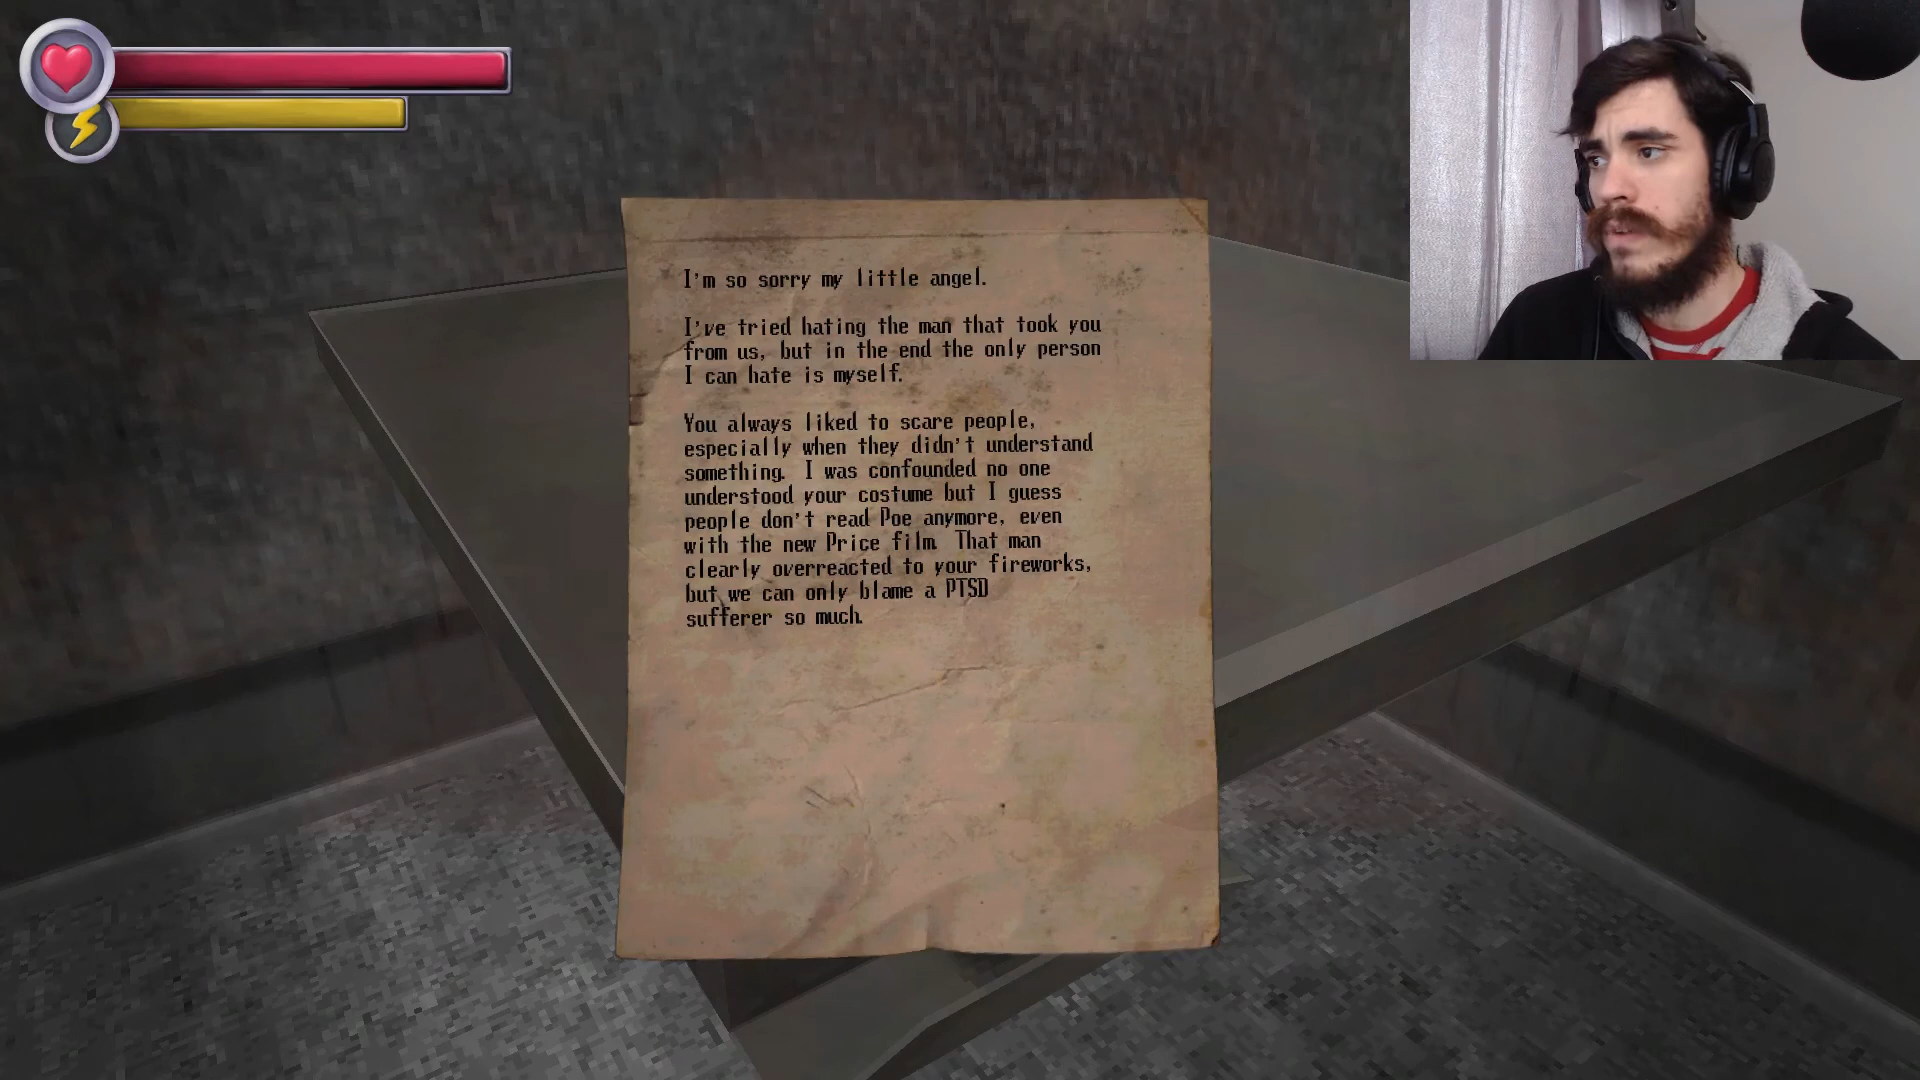 I'm so sorry my little angel.
I've tried hating the man that took you
from us, but in the end the only person
I can hate is myself.
You always liked to scare people,
especially when they didn't understand
something. I was confounded no one
understood your costume but I guess
people don't read Poe anymore, even
with the new Price film. That man
clearly overreacted to your fireworks,
but we can only blame a PTSD
sufferer so much.